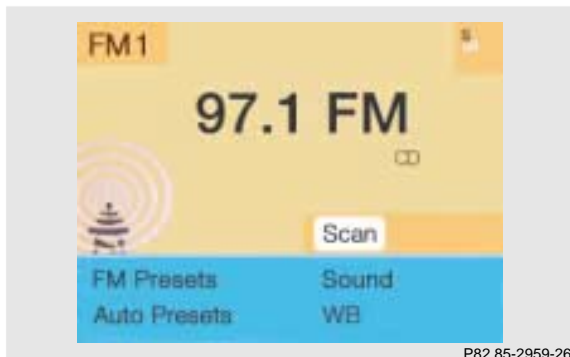 FM1
S
97.1 FM
Scan
FM Presets Sound
Auto Presets WB
P82.85-2959-26